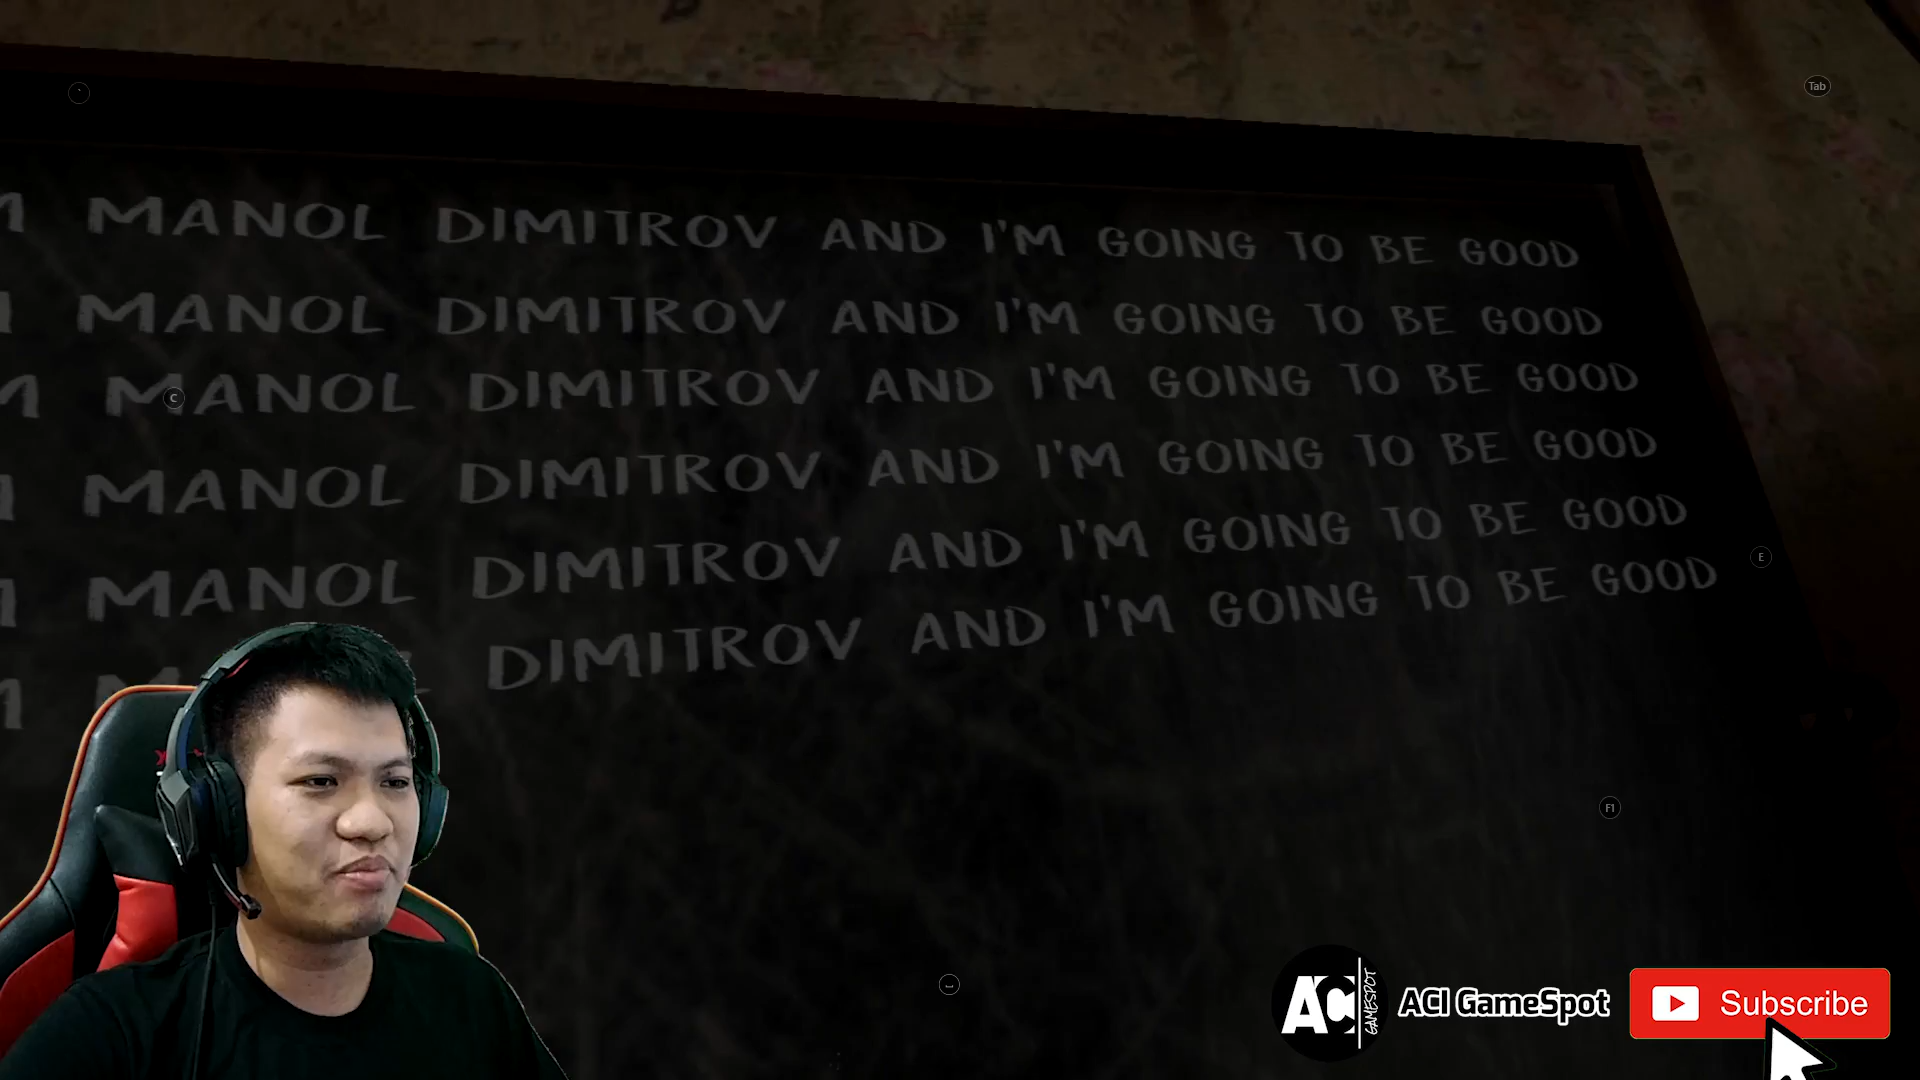 Tab
M MANOL DIMITROV AND I'M GOING TO BE GOOD
MANOL DIMITROV AND I'M GOING TO BE GOOD
M MANOL DIMITROV AND I'M GOING TO BE GOOD
C
MANOL DIMITROV AND I'M GOING TO BE GOOD
MANOL DIMITROV AND I'M GOING TO BE GOOD
E
DIMITROV AND I'M GOING TO BE GOOD
F1
AC GAMESPOT
ACI GameSpot
Subscribe